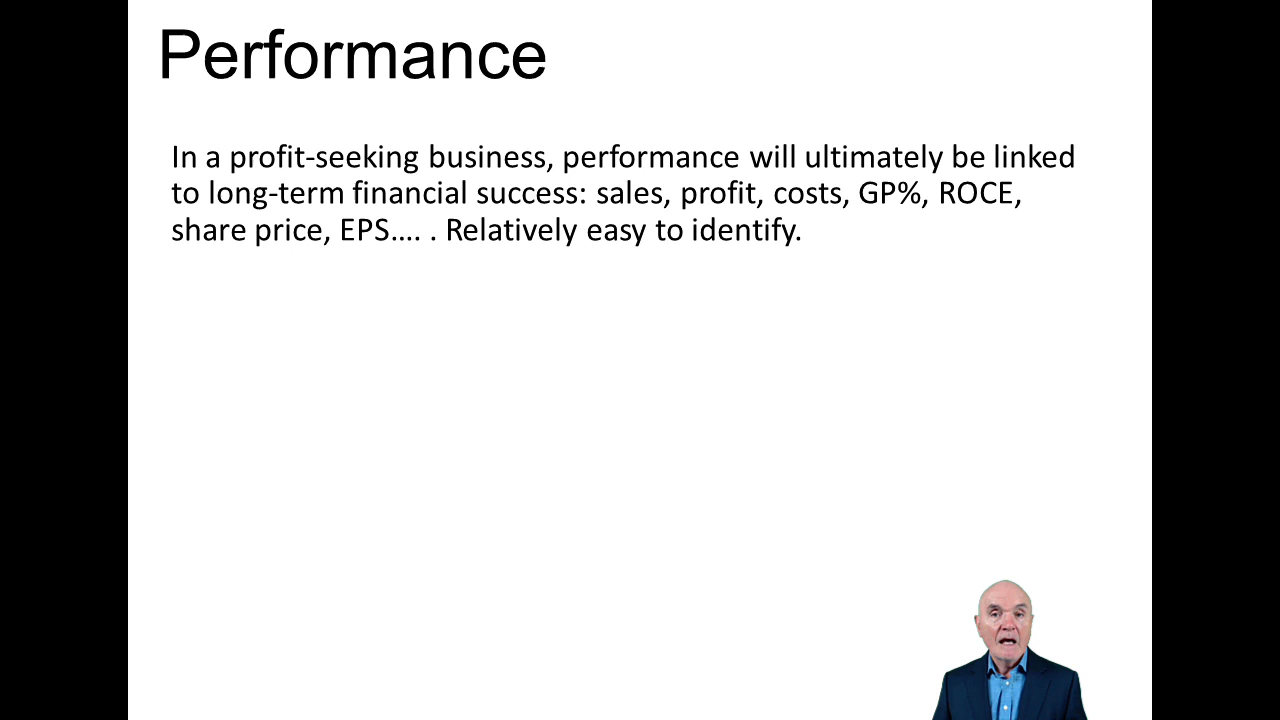 Performance
In a profit-seeking business, performance will ultimately be linked
to long-term financial success: sales, profit, costs, GP%, ROCE,
share price, EPS…. . Relatively easy to identify.